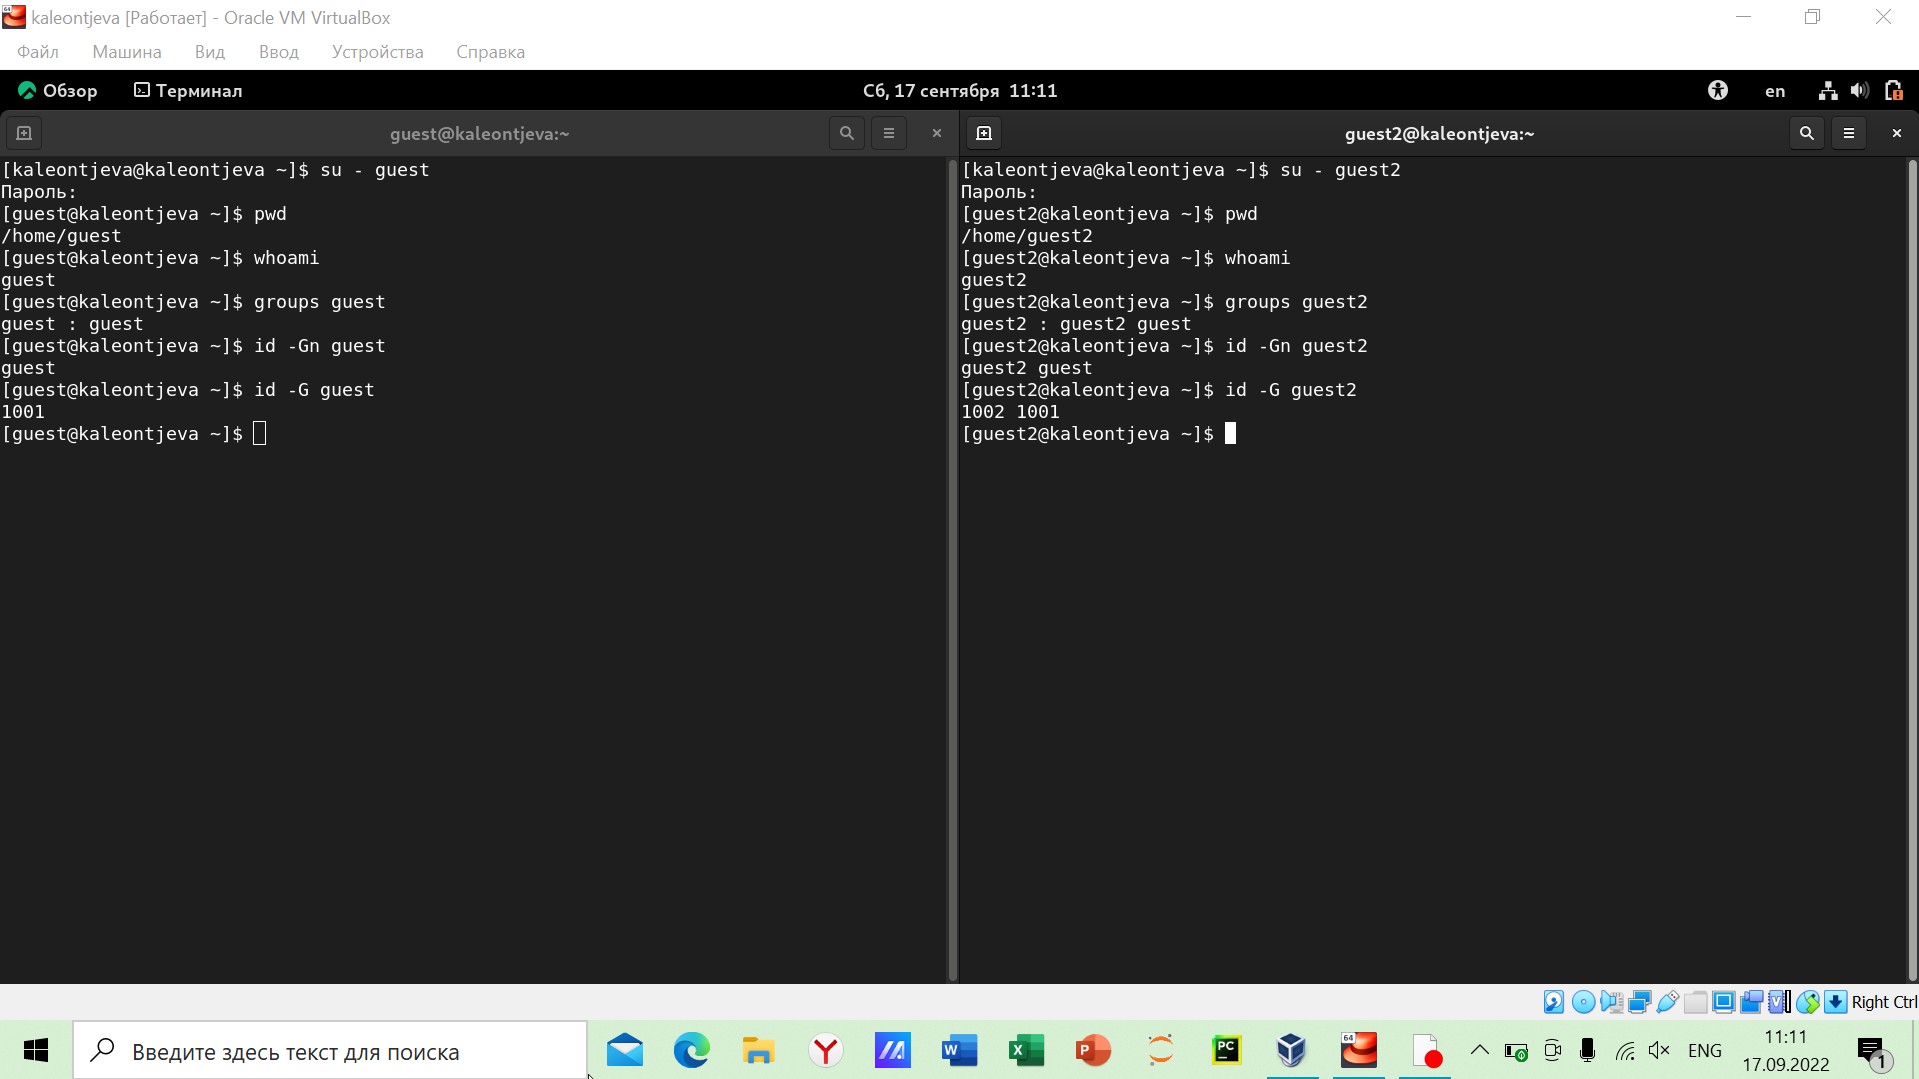 kaleontjeva [Работает] - Oracle VM VirtualBox
Файл Машина Вид Ввод Устройства Справка
Обзор Терминал Сб, 17 сентября 11:11 en
guest@kaleontjeva:~
[kaleontjeva@kaleontjeva ~]$ su - guest
Пароль:
[guest@kaleontjeva ~]$ pwd
/home/guest
[guest@kaleontjeva ~]$ whoami
guest
[guest@kaleontjeva ~]$ groups guest
guest : guest
[guest@kaleontjeva ~]$ id -Gn guest
guest
[guest@kaleontjeva ~]$ id -G guest
1001
[guest@kaleontjeva ~]$
guest2@kaleontjeva:~
[kaleontjeva@kaleontjeva ~]$ su - guest2
Пароль:
[guest2@kaleontjeva ~]$ pwd
/home/guest2
[guest2@kaleontjeva ~]$ whoami
guest2
[guest2@kaleontjeva ~]$ groups guest2
guest2 : guest2 guest
[guest2@kaleontjeva ~]$ id -Gn guest2
guest2 guest
[guest2@kaleontjeva ~]$ id -G guest2
1002 1001
[guest2@kaleontjeva ~]$
Right Ctrl
Введите здесь текст для поиска
ENG
11:11
17.09.2022
1